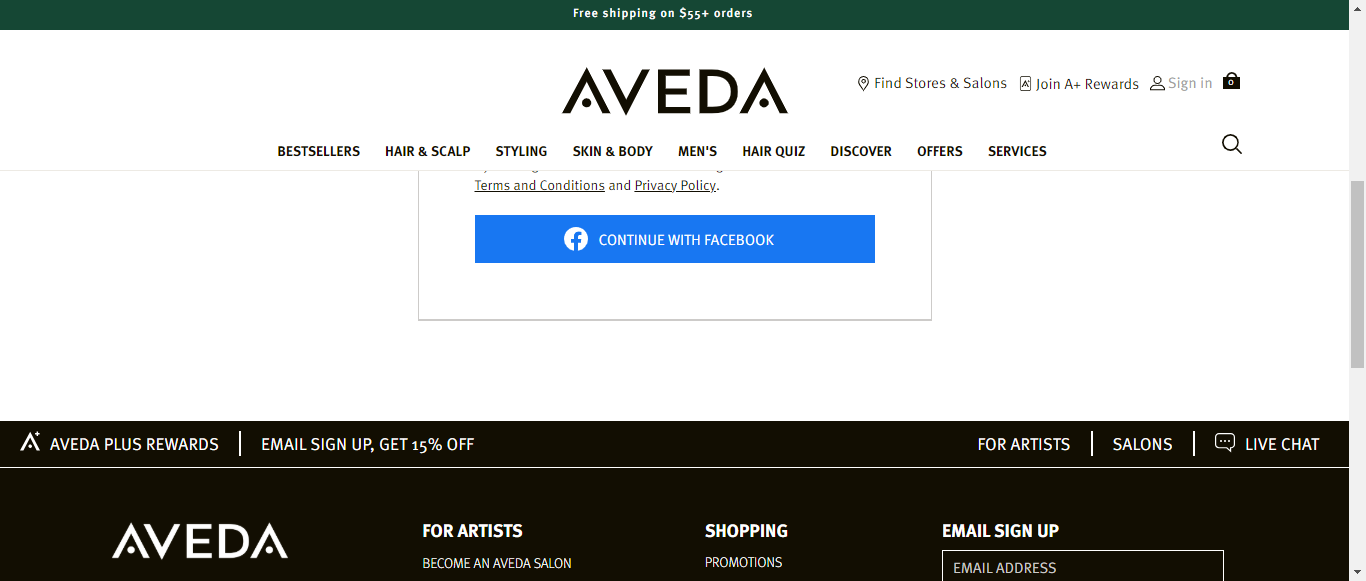 Free shipping on $55+ orders
AVEDA
Find Stores & Salons
Join A+ Rewards
Sign in
0
BESTSELLERS
HAIR & SCALP
STYLING
SKIN & BODY
MEN'S
HAIR QUIZ
DISCOVER
OFFERS
SERVICES
Terms and Conditions and Privacy Policy.
CONTINUE WITH FACEBOOK
AVEDA PLUS REWARDS
EMAIL SIGN UP, GET 15% OFF
FOR ARTISTS
SALONS
LIVE CHAT
AVEDA
FOR ARTISTS
BECOME AN AVEDA SALON
SHOPPING
PROMOTIONS
EMAIL SIGN UP
EMAIL ADDRESS